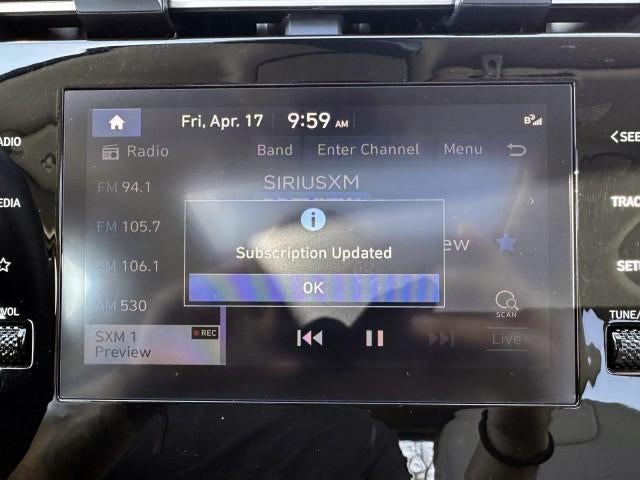 Fri, Apr. 17 9:59 AM
Radio Band Enter Channel Menu
FM 94.1
SIRIUSXM
FM 105.7
Subscription Updated
FM 106.1
OK
AM 530
SCAN
SXM 1 REC
Preview
Live
ADIO
EDIA
VOL
<SEE
TRAC
SET
TUNE/